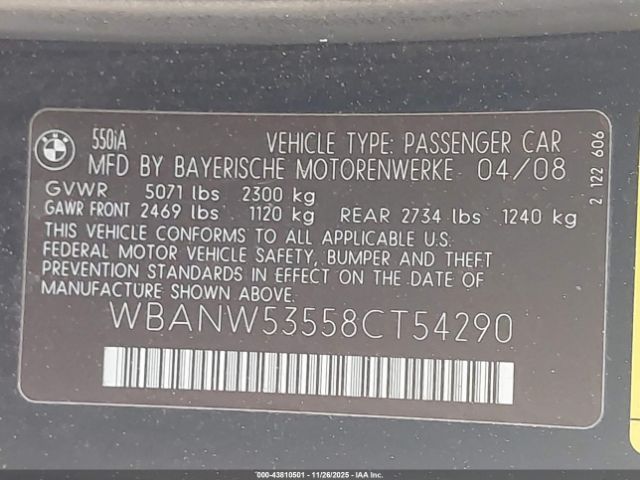 BMW
550iA
VEHICLE TYPE: PASSENGER CAR
MFD BY BAYERISCHE MOTORENWERKE 04/08
GVWR 5071 lbs 2300 kg
GAWR FRONT 2469 lbs 1120 kg REAR 2734 lbs 1240 kg
THIS VEHICLE CONFORMS TO ALL APPLICABLE U.S.
FEDERAL MOTOR VEHICLE SAFETY, BUMPER AND THEFT
PREVENTION STANDARDS IN EFFECT ON THE DATE OF
MANUFACTURE SHOWN ABOVE.
WBANW53558CT54290
2 122 606
000-43810501 - 11/26/2025 - IAA Inc.